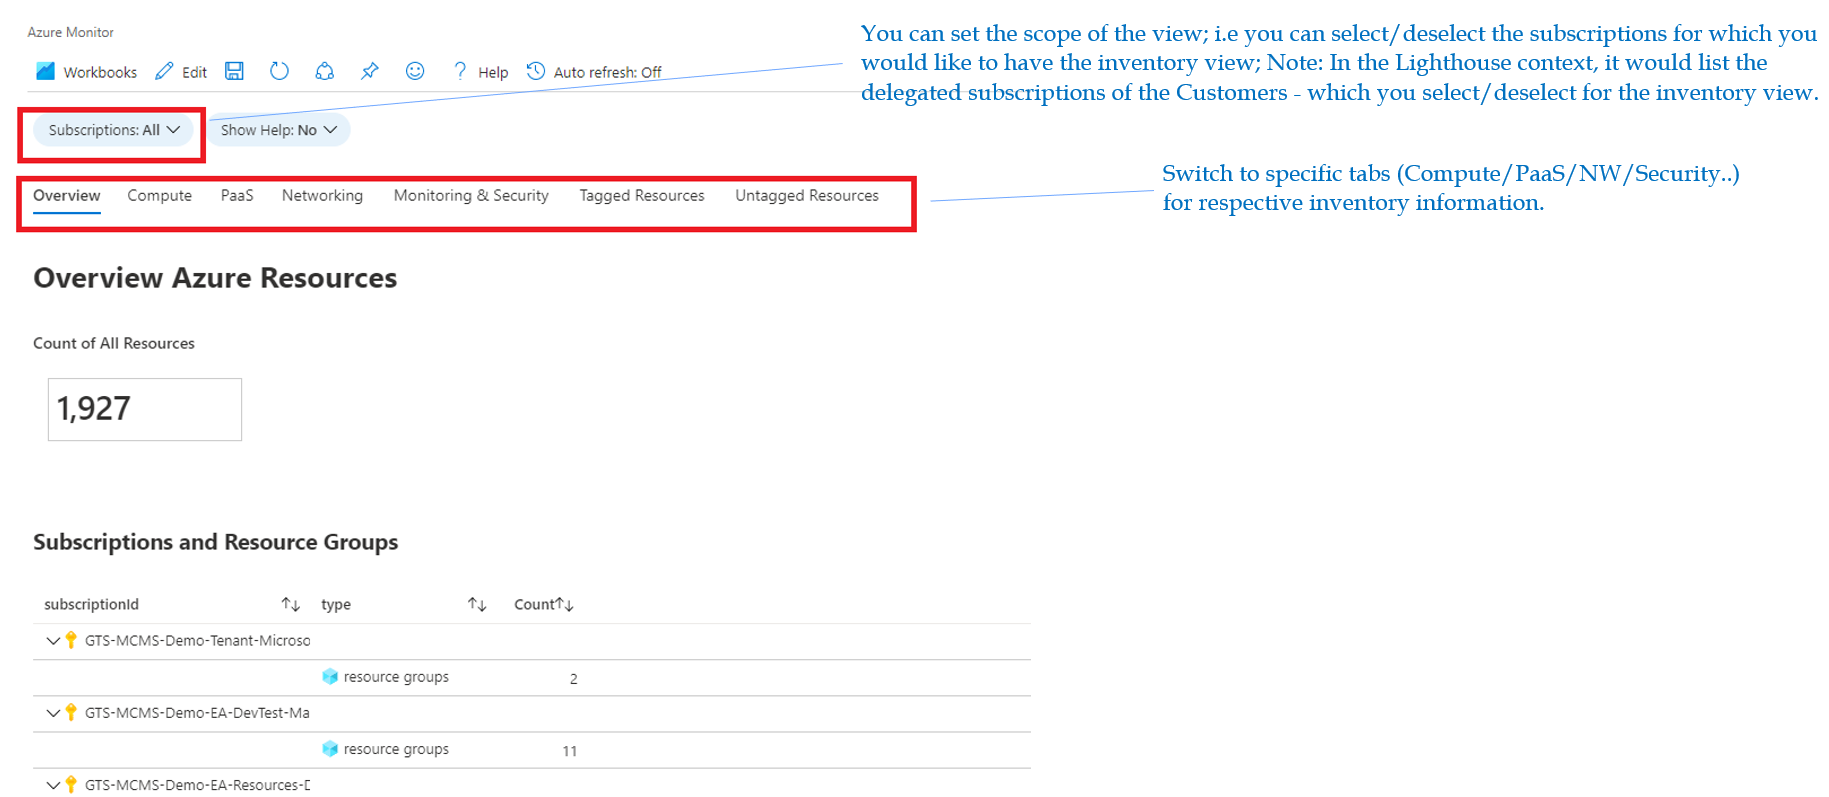 Azure Monitor
Workbooks Edit Help Auto refresh: Off
You can set the scope of the view; i.e you can select/deselect the subscriptions for which you
would like to have the inventory view; Note: In the Lighthouse context, it would list the
delegated subscriptions of the Customers - which you select/deselect for the inventory view.
Subscriptions: All Show Help: No
Overview Compute PaaS Networking Monitoring & Security Tagged Resources Untagged Resources
Switch to specific tabs (Compute/PaaS/NW/Security..)
for respective inventory information.
Overview Azure Resources
Count of All Resources
1,927
Subscriptions and Resource Groups
subscriptionId type Count
GTS-MCMS-Demo-Tenant-Microso
resource groups 2
GTS-MCMS-Demo-EA-DevTest-Ma
resource groups 11
GTS-MCMS-Demo-EA-Resources-D